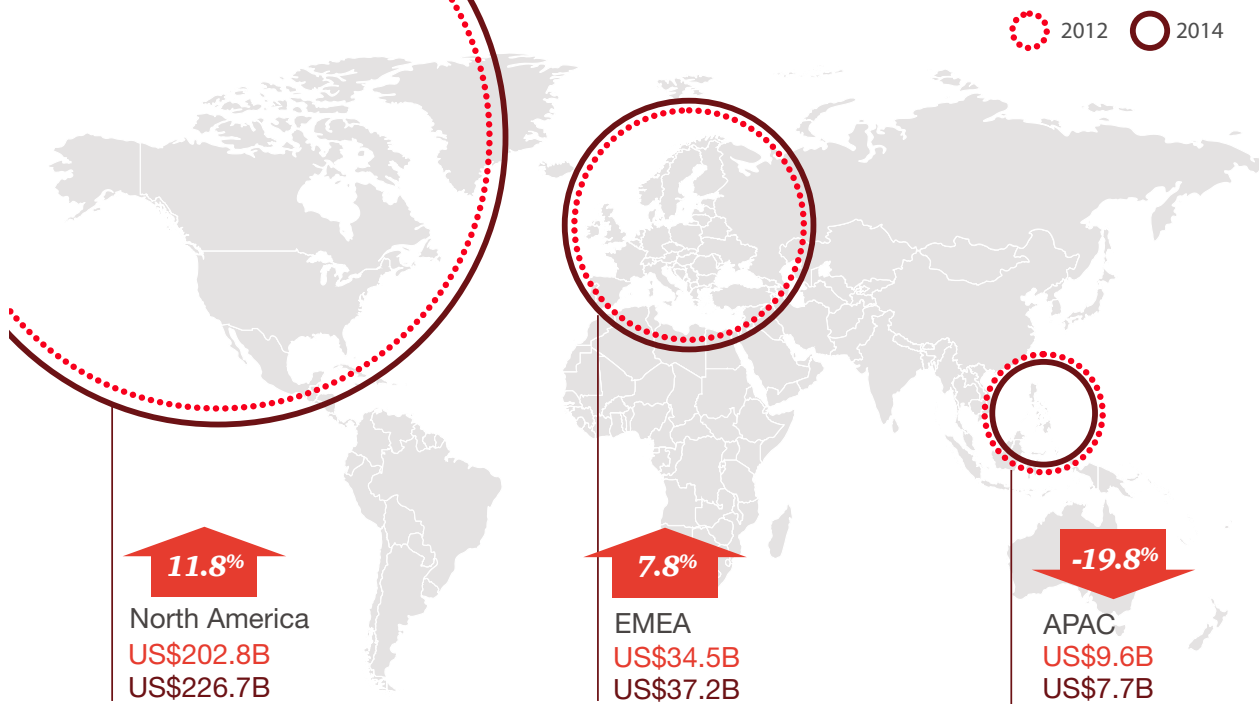 2012
2014
11.8%
North America
US$202.8B
US$226.7B
7.8%
EMEA
US$34.5B
US$37.2B
-19.8%
APAC
US$9.6B
US$7.7B